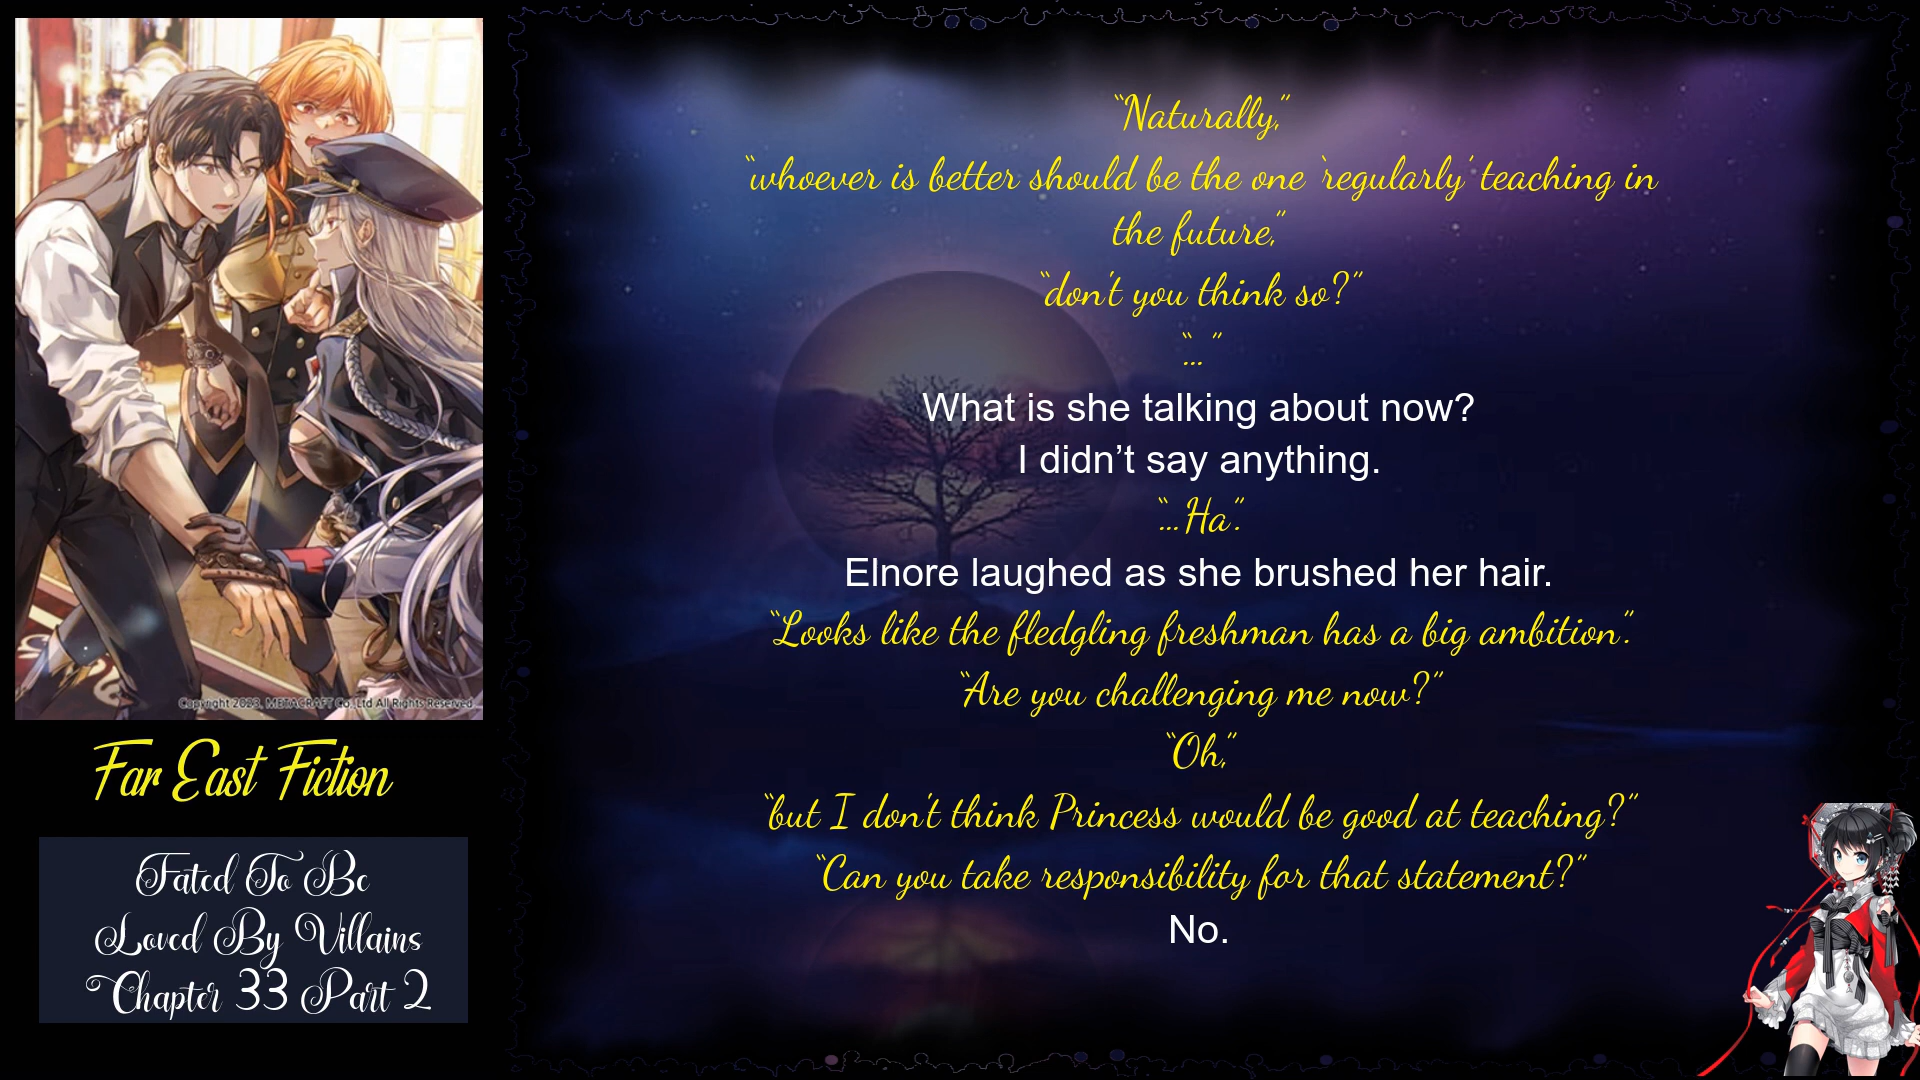 Copyright 2023, METACRAFT Co., Ltd All Rights Reserved
Far East Fiction
Fated To Be
Loved By Villains
Chapter 33 Part 2
“Naturally,”
“whoever is better should be the one ‘regularly’ teaching in
the future,”
“don’t you think so?”
“… ”
What is she talking about now?
I didn’t say anything.
“…Ha”.
Elnore laughed as she brushed her hair.
“Looks like the fledgling freshman has a big ambition”.
“Are you challenging me now?”
“Oh,”
“but I don’t think Princess would be good at teaching?”
“Can you take responsibility for that statement?”
No.